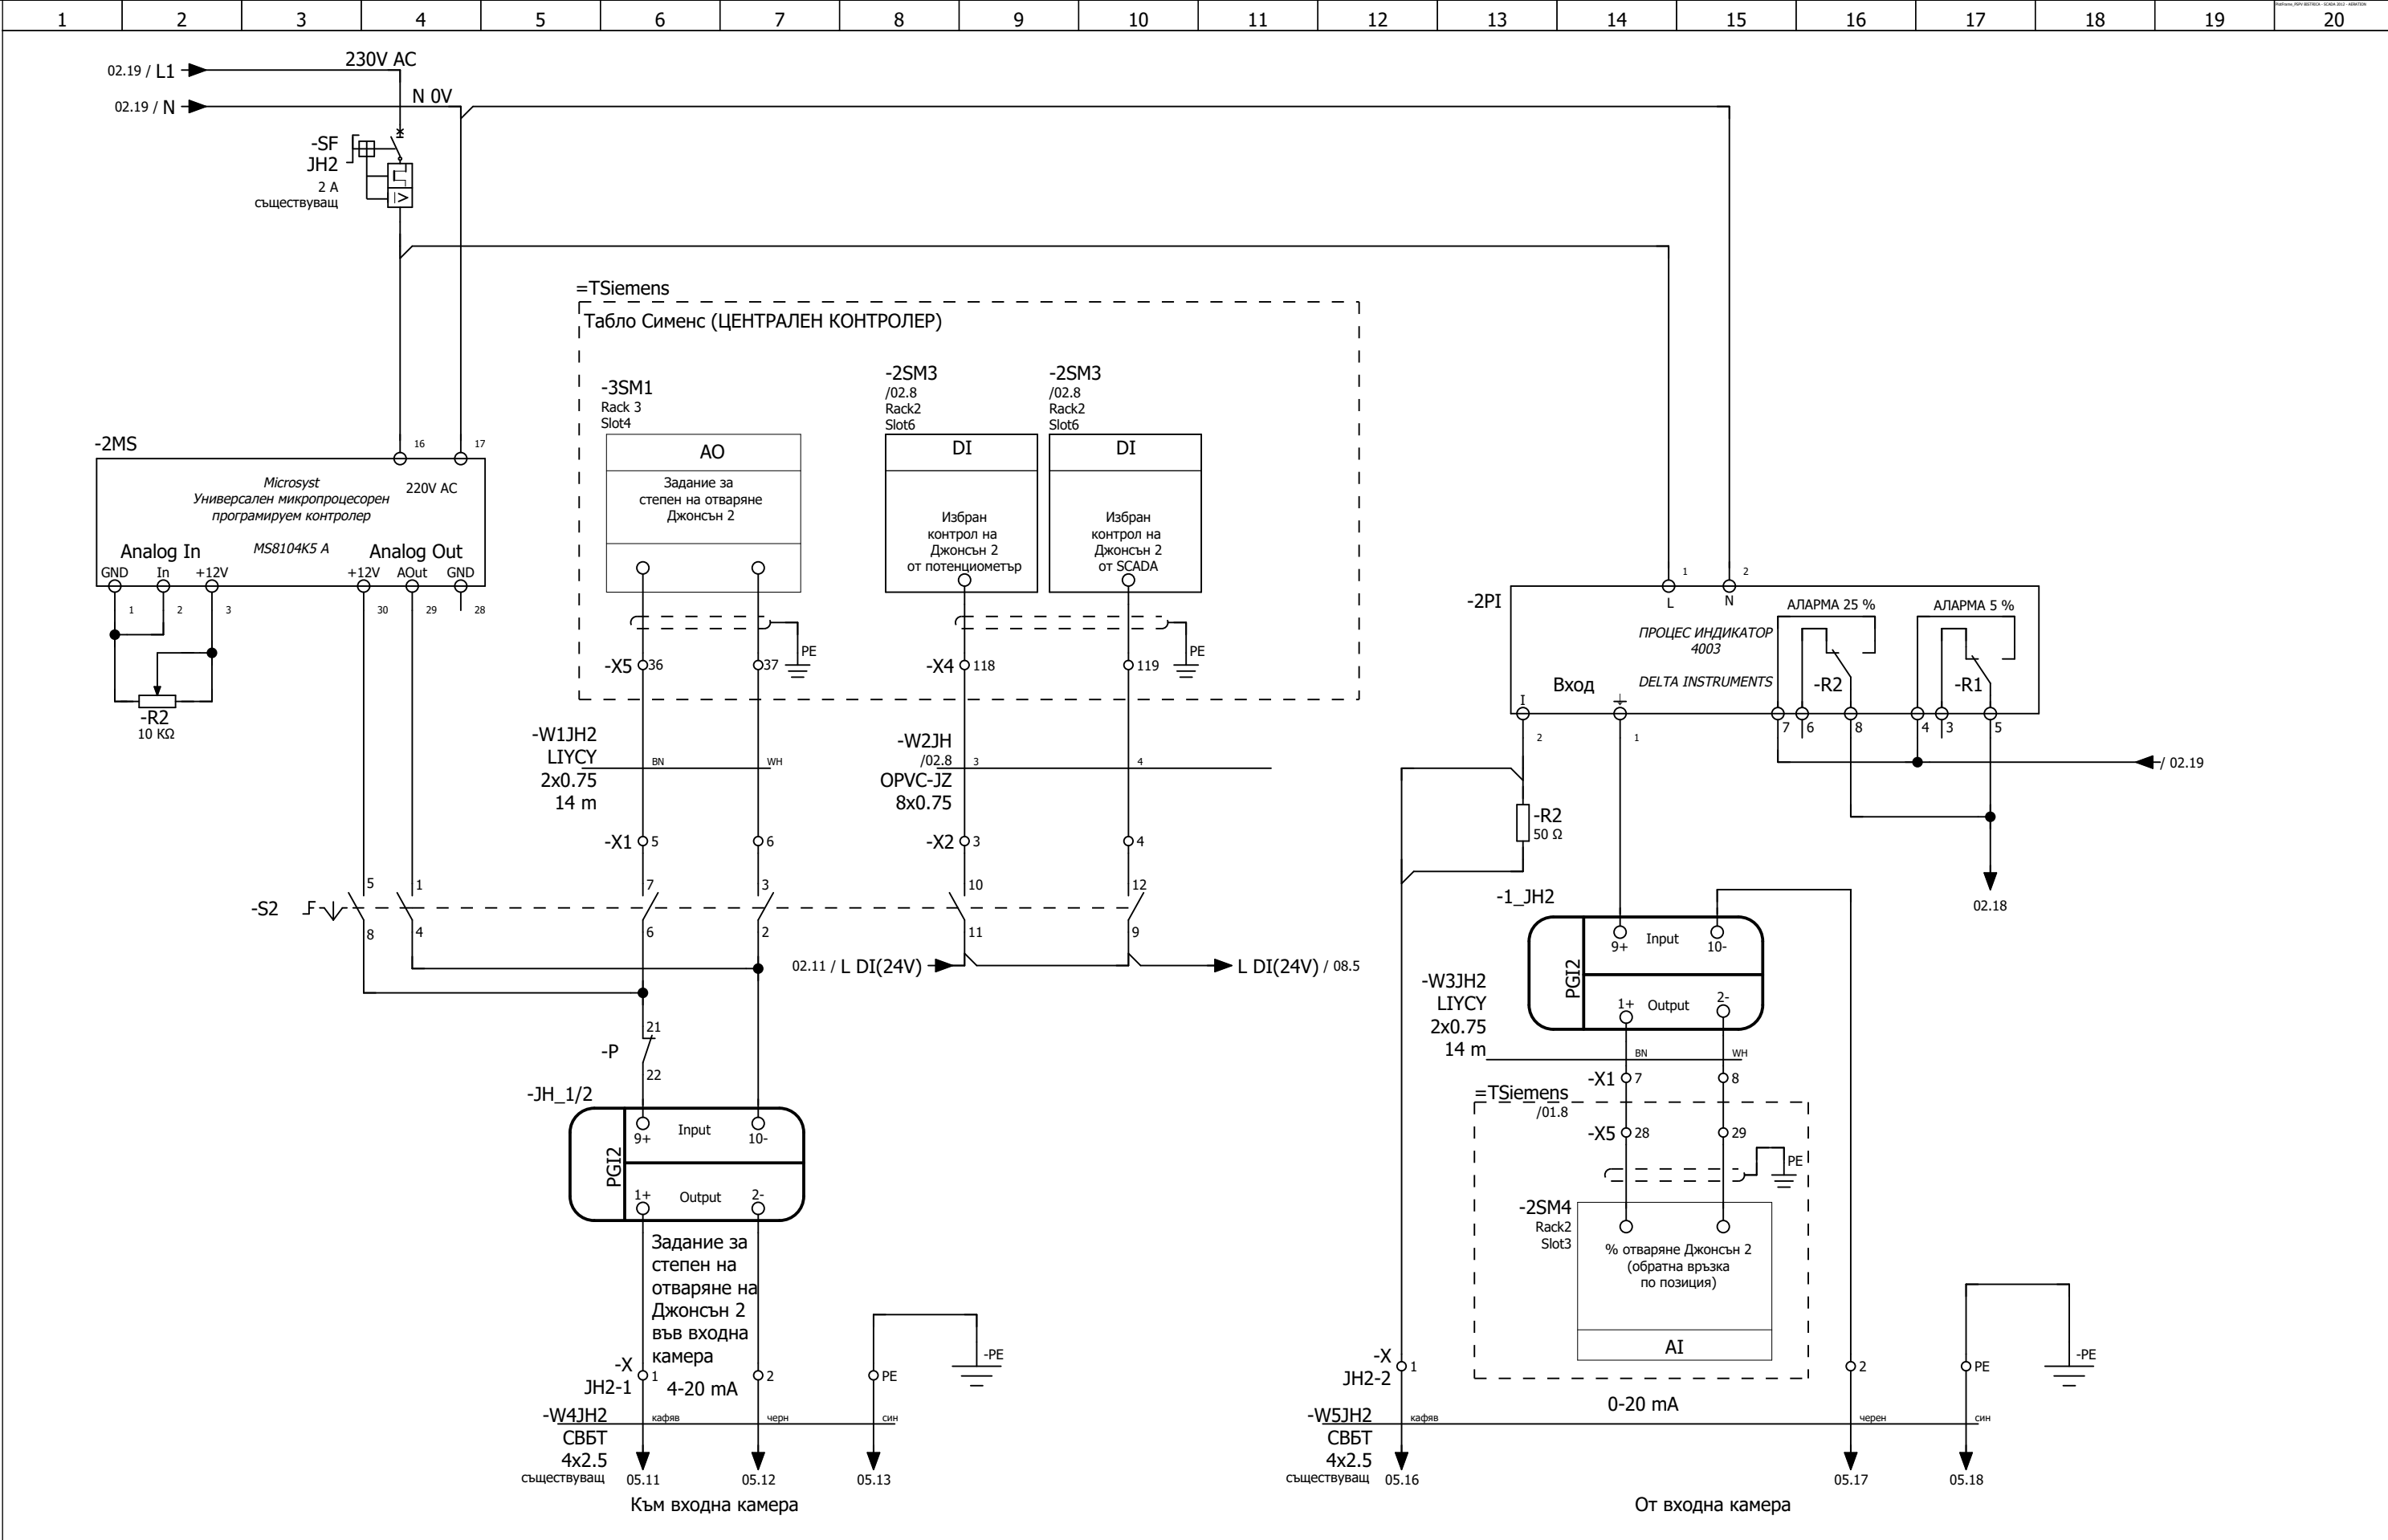 1 2 3 4 5 6 7 8 9 10 11 12 13 14 15 16 17 18 19 20
02.19 / L1
230V AC
02.19 / N
N 0V
-SF
JH2
2 A
съществуващ
=TSiemens
Табло Сименс (ЦЕНТРАЛЕН КОНТРОЛЕР)
-3SM1
Rack 3
Slot4
AO
Задание за
степен на отваряне
Джонсън 2
-2SM3
/02.8
Rack2
Slot6
DI
Избран
контрол на
Джонсън 2
от потенциометър
-2SM3
/02.8
Rack2
Slot6
DI
Избран
контрол на
Джонсън 2
от SCADA
-2MS
16 17
Microsyst
Универсален микропроцесорен
програмируем контролер
220V AC
MS8104K5 A
Analog In
Analog Out
GND In +12V
+12V AOut GND
1 2 3 30 29 28
-R2
10 KΩ
-X5 36 37
PE
-X4 118 119
PE
-W1JH2
LIYCY
2x0.75
14 m
BN WH
-W2JH
/02.8
OPVC-JZ
8x0.75
3 4
-X1 5 6
-X2 3 4
-S2
5 1 7 3 10 12
8 4 6 2 11 9
02.11 / L DI(24V)
L DI(24V) / 08.5
-P
21
22
-JH_1/2
PGI2
9+ Input 10-
1+ Output 2-
Задание за
степен на
отваряне на
Джонсън 2
във входна
камера
4-20 mA
-X
JH2-1
1 2 PE
-PE
-W4JH2
СВБТ
4x2.5
съществуващ
кафяв черн син
05.11 05.12 05.13
Към входна камера
-2PI
1 2
L N
АЛАРМА 25 %
АЛАРМА 5 %
ПРОЦЕС ИНДИКАТОР
4003
DELTA INSTRUMENTS
Вход
I
-R2
-R1
2 1 7 6 8 4 3 5
/ 02.19
-R2
50 Ω
02.18
-1_JH2
PGI2
9+ Input 10-
1+ Output 2-
-W3JH2
LIYCY
2x0.75
14 m
BN WH
-X1 7 8
=TSiemens
/01.8
-X5 28 29
PE
-2SM4
Rack2
Slot3
% отваряне Джонсън 2
(обратна връзка
по позиция)
AI
0-20 mA
-X
JH2-2
1 2 PE
-PE
-W5JH2
СВБТ
4x2.5
съществуващ
кафяв черен син
05.16 05.17 05.18
От входна камера